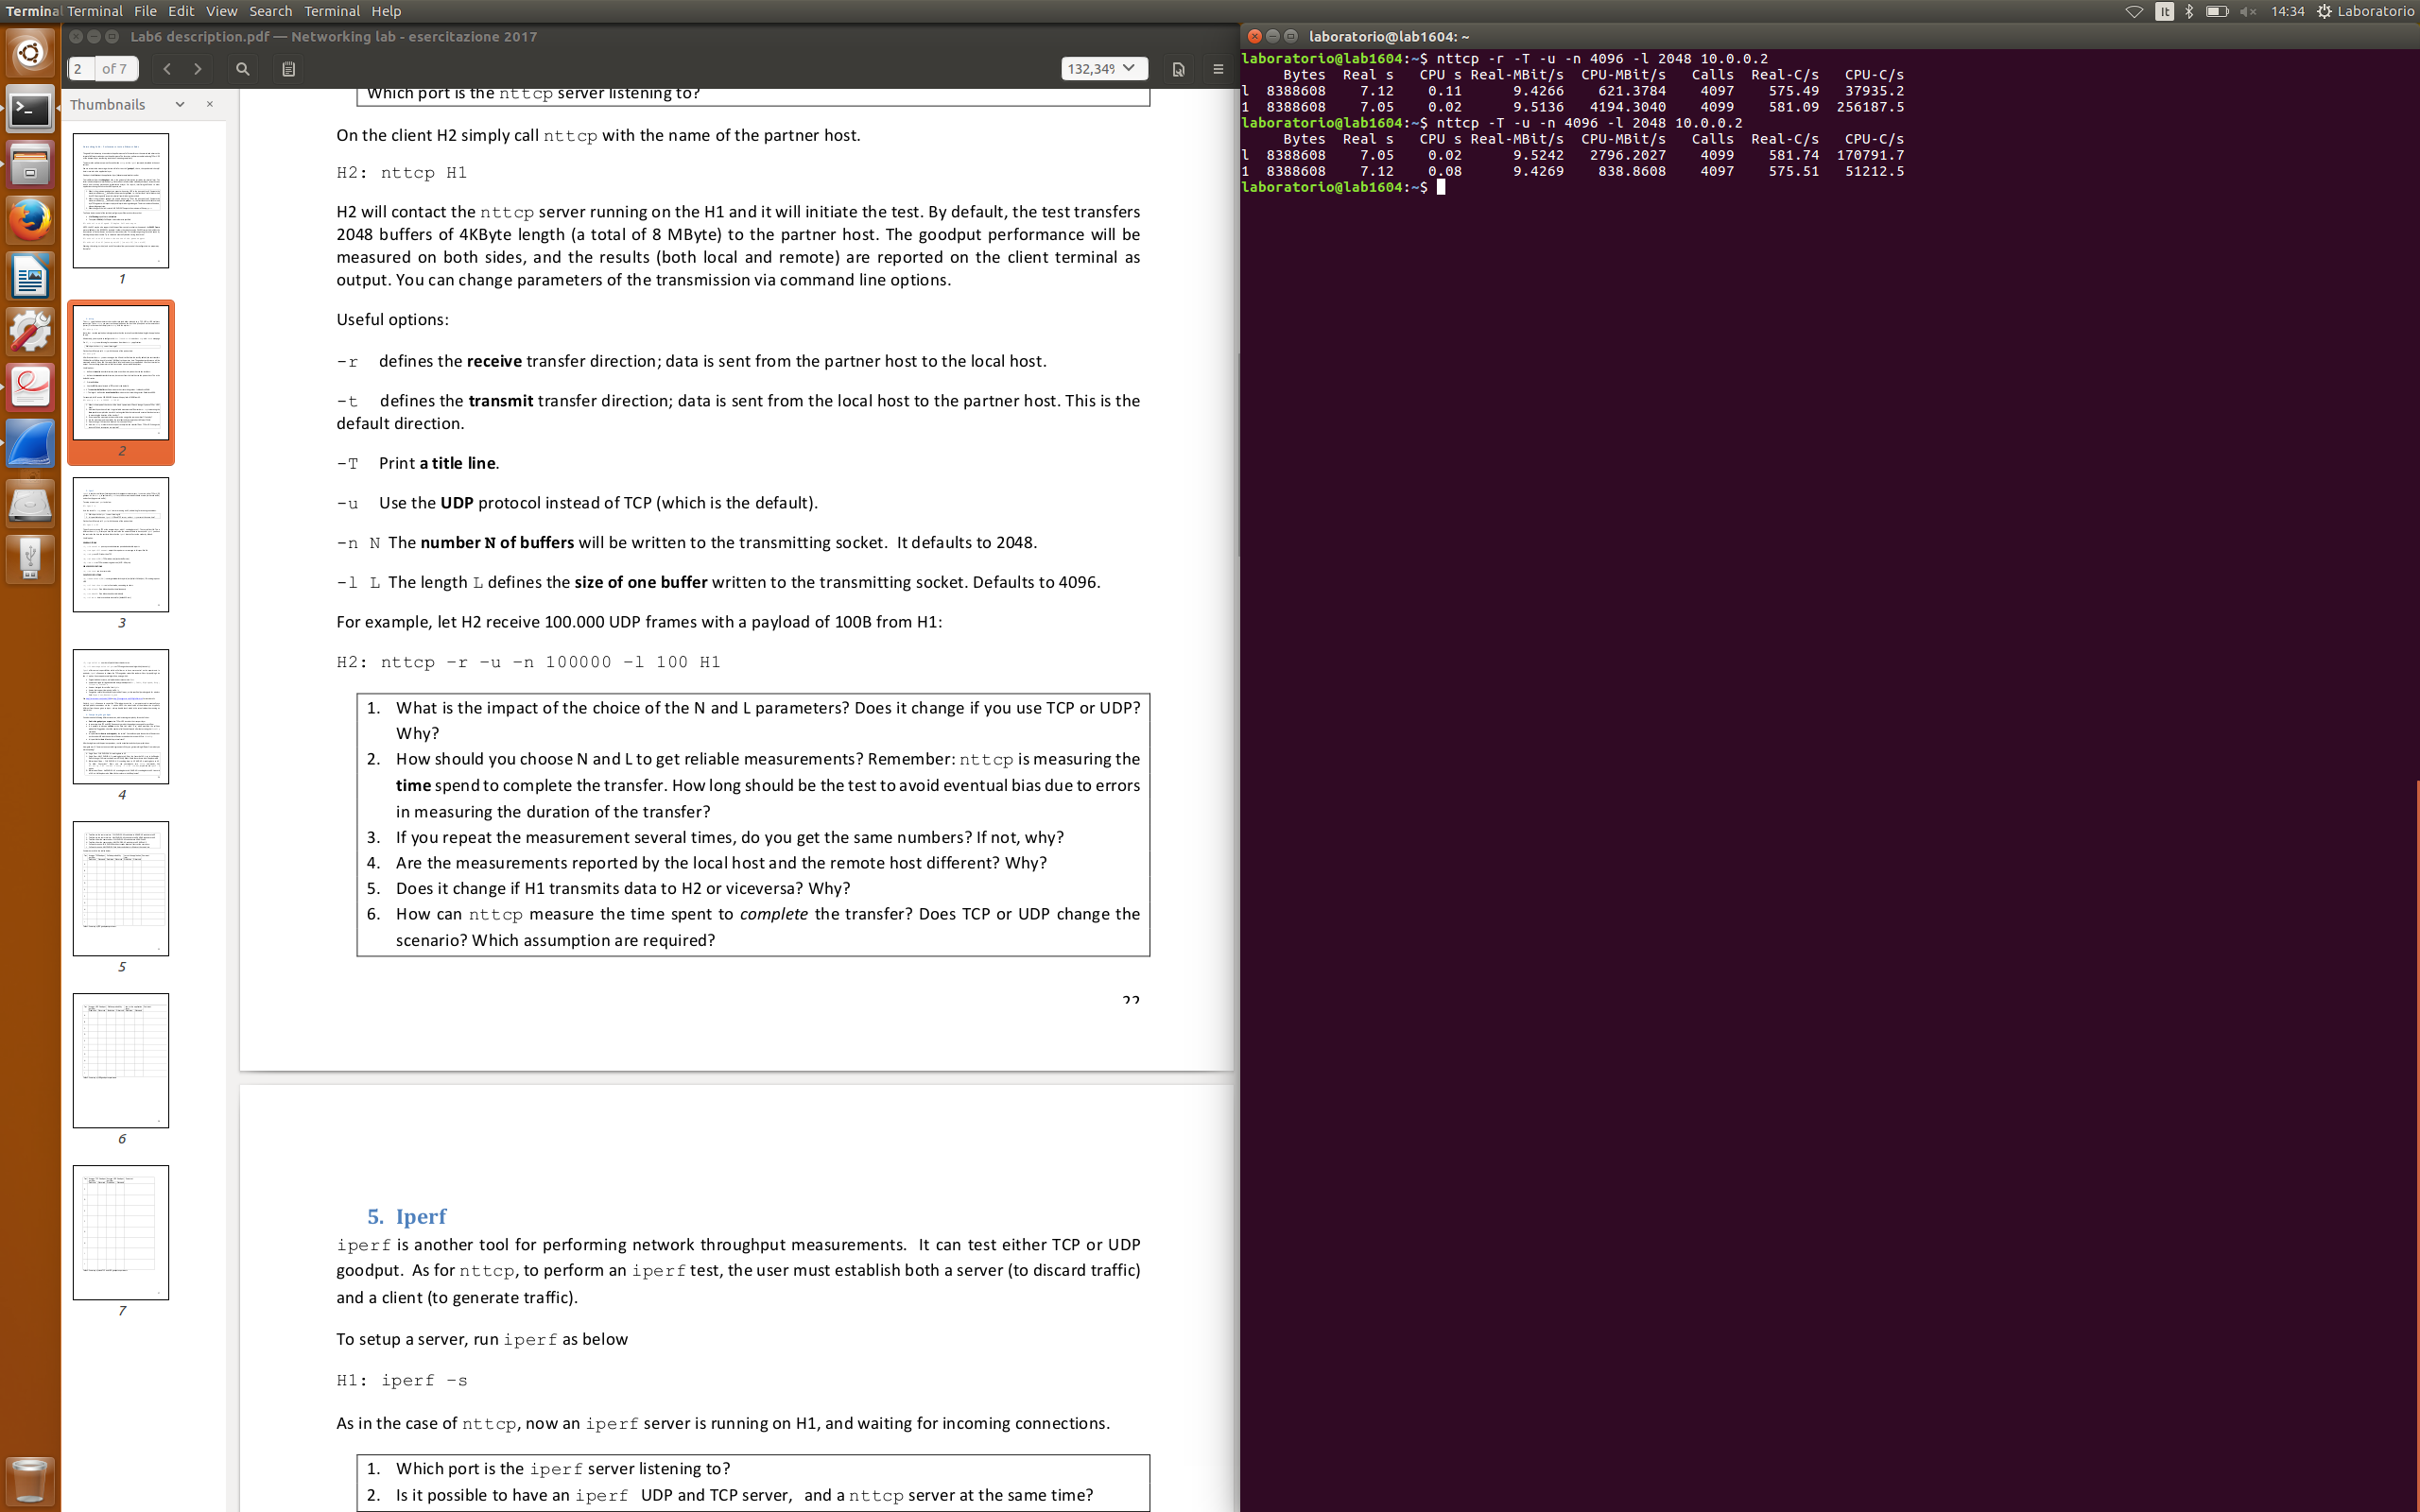 Terminal Terminal File Edit View Search Terminal Help
It 14:34 Laboratorio
Lab6 description.pdf — Networking lab - esercitazione 2017
2 of 7 132,34%
Thumbnails
1
2
3
4
5
6
7
Which port is the nttcp server listening to?
On the client H2 simply call nttcp with the name of the partner host.
H2: nttcp H1
H2 will contact the nttcp server running on the H1 and it will initiate the test. By default, the test transfers
2048 buffers of 4KByte length (a total of 8 MByte) to the partner host. The goodput performance will be
measured on both sides, and the results (both local and remote) are reported on the client terminal as
output. You can change parameters of the transmission via command line options.
Useful options:
-r defines the receive transfer direction; data is sent from the partner host to the local host.
-t defines the transmit transfer direction; data is sent from the local host to the partner host. This is the
default direction.
-T Print a title line.
-u Use the UDP protocol instead of TCP (which is the default).
-n N The number N of buffers will be written to the transmitting socket. It defaults to 2048.
-l L The length L defines the size of one buffer written to the transmitting socket. Defaults to 4096.
For example, let H2 receive 100.000 UDP frames with a payload of 100B from H1:
H2: nttcp -r -u -n 100000 -l 100 H1
1. What is the impact of the choice of the N and L parameters? Does it change if you use TCP or UDP?
Why?
2. How should you choose N and L to get reliable measurements? Remember: nttcp is measuring the
time spend to complete the transfer. How long should be the test to avoid eventual bias due to errors
in measuring the duration of the transfer?
3. If you repeat the measurement several times, do you get the same numbers? If not, why?
4. Are the measurements reported by the local host and the remote host different? Why?
5. Does it change if H1 transmits data to H2 or viceversa? Why?
6. How can nttcp measure the time spent to complete the transfer? Does TCP or UDP change the
scenario? Which assumption are required?
22
5. Iperf
iperf is another tool for performing network throughput measurements. It can test either TCP or UDP
goodput. As for nttcp, to perform an iperf test, the user must establish both a server (to discard traffic)
and a client (to generate traffic).
To setup a server, run iperf as below
H1: iperf -s
As in the case of nttcp, now an iperf server is running on H1, and waiting for incoming connections.
1. Which port is the iperf server listening to?
2. Is it possible to have an iperf UDP and TCP server, and a nttcp server at the same time?
laboratorio@lab1604: ~
laboratorio@lab1604:~$ nttcp -r -T -u -n 4096 -l 2048 10.0.0.2
Bytes Real s CPU s Real-MBit/s CPU-MBit/s Calls Real-C/s CPU-C/s
l 8388608 7.12 0.11 9.4266 621.3784 4097 575.49 37935.2
1 8388608 7.05 0.02 9.5136 4194.3040 4099 581.09 256187.5
laboratorio@lab1604:~$ nttcp -T -u -n 4096 -l 2048 10.0.0.2
Bytes Real s CPU s Real-MBit/s CPU-MBit/s Calls Real-C/s CPU-C/s
l 8388608 7.05 0.02 9.5242 2796.2027 4099 581.74 170791.7
1 8388608 7.12 0.08 9.4269 838.8608 4097 575.51 51212.5
laboratorio@lab1604:~$